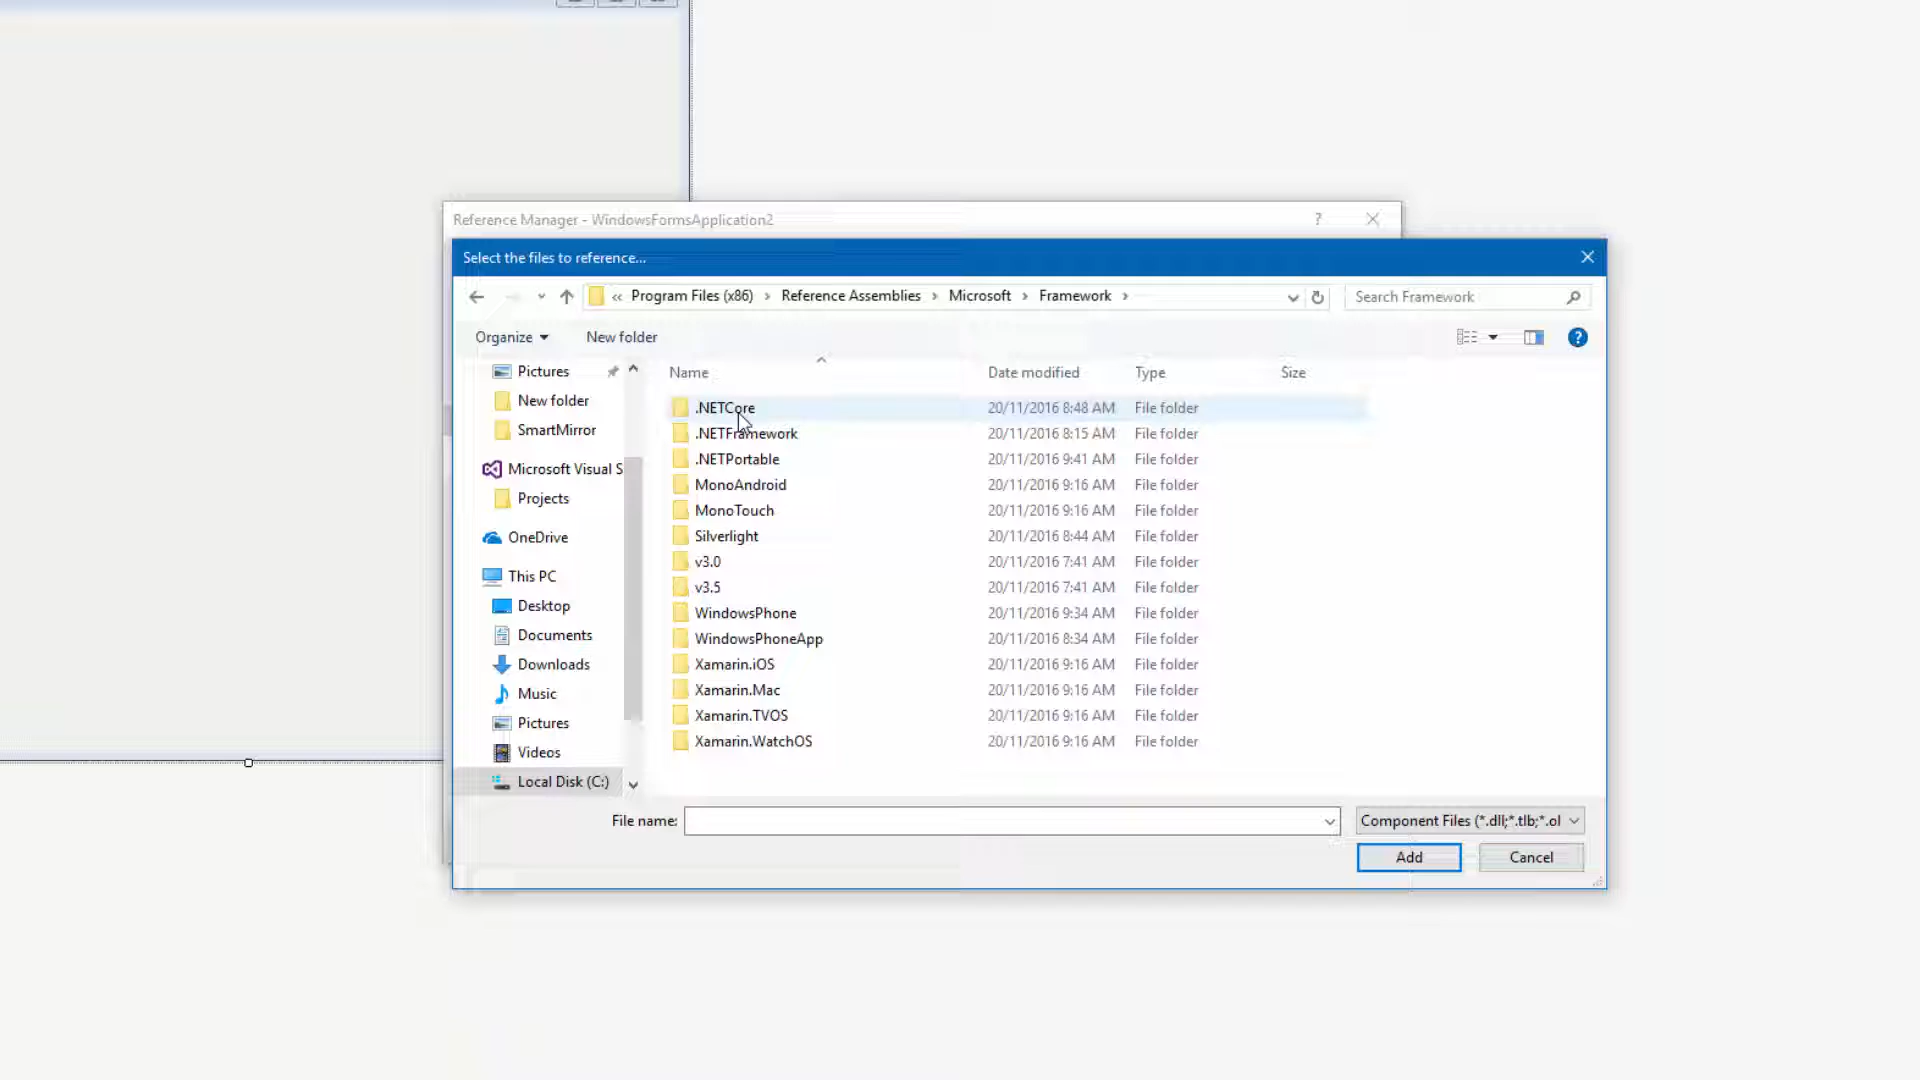 Reference Manager - WindowsFormsApplication2 ?
Select the files to reference...
« Program Files (x86) › Reference Assemblies › Microsoft › Framework ›
Search Framework
Organize New folder
?
Pictures
New folder
SmartMirror
Microsoft Visual S
Projects
OneDrive
This PC
Desktop
Documents
Downloads
Music
Pictures
Videos
Local Disk (C:)
Name Date modified Type Size
.NETCore 20/11/2016 8:48 AM File folder
.NETFramework 20/11/2016 8:15 AM File folder
.NETPortable 20/11/2016 9:41 AM File folder
MonoAndroid 20/11/2016 9:16 AM File folder
MonoTouch 20/11/2016 9:16 AM File folder
Silverlight 20/11/2016 8:44 AM File folder
v3.0 20/11/2016 7:41 AM File folder
v3.5 20/11/2016 7:41 AM File folder
WindowsPhone 20/11/2016 9:34 AM File folder
WindowsPhoneApp 20/11/2016 8:34 AM File folder
Xamarin.iOS 20/11/2016 9:16 AM File folder
Xamarin.Mac 20/11/2016 9:16 AM File folder
Xamarin.TVOS 20/11/2016 9:16 AM File folder
Xamarin.WatchOS 20/11/2016 9:16 AM File folder
File name:
Component Files (*.dll;*.tlb;*.ol
Add Cancel